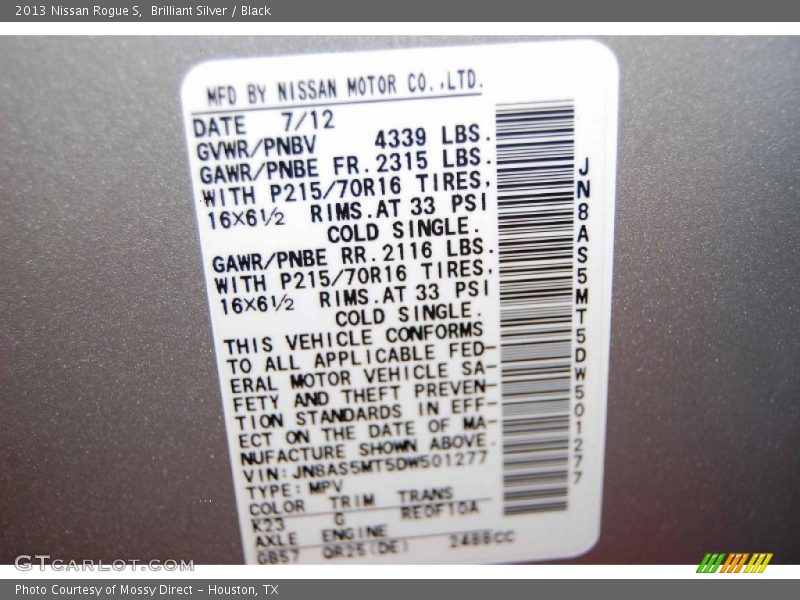 2013 Nissan Rogue S, Brilliant Silver / Black
MFD BY NISSAN MOTOR CO.,LTD.
DATE 7/12
GVWR/PNBV 4339 LBS.
GAWR/PNBE FR.2315 LBS.
WITH P215/70R16 TIRES,
16X6½ RIMS.AT 33 PSI
COLD SINGLE.
GAWR/PNBE RR.2116 LBS.
WITH P215/70R16 TIRES,
16X6½ RIMS.AT 33 PSI
COLD SINGLE.
THIS VEHICLE CONFORMS
TO ALL APPLICABLE FED-
ERAL MOTOR VEHICLE SA-
FETY AND THEFT PREVEN-
TION STANDARDS IN EFF-
ECT ON THE DATE OF MA-
NUFACTURE SHOWN ABOVE.
VIN:JN8AS5MT5DW501277
TYPE:MPV
COLOR TRIM TRANS
K23 G RE0F10A
AXLE ENGINE
GB57 QR25(DE) 2488CC
JN8AS5MT5DW501277
GTCarLot.com
Photo Courtesy of Mossy Direct - Houston, TX